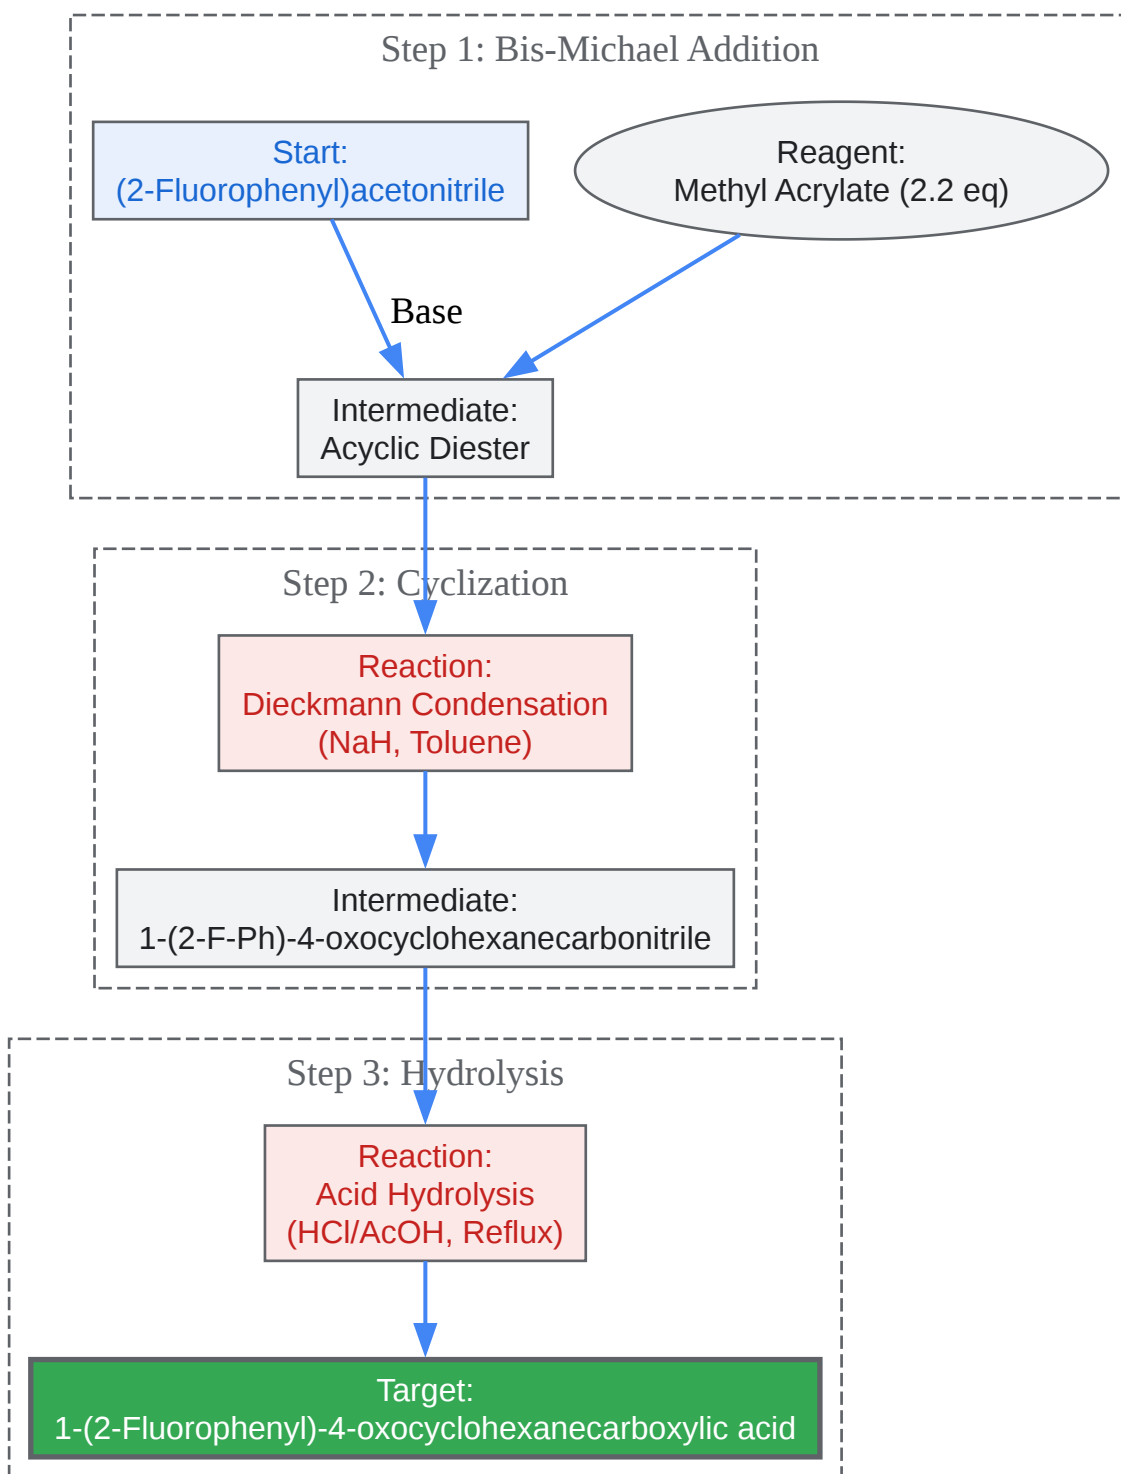 Step 1: Bis-Michael Addition
Start:
(2-Fluorophenyl)acetonitrile
Reagent:
Methyl Acrylate (2.2 eq)
Base
Intermediate:
Acyclic Diester
Step 2: Cyclization
Reaction:
Dieckmann Condensation
(NaH, Toluene)
Intermediate:
1-(2-F-Ph)-4-oxocyclohexanecarbonitrile
Step 3: Hydrolysis
Reaction:
Acid Hydrolysis
(HCl/AcOH, Reflux)
Target:
1-(2-Fluorophenyl)-4-oxocyclohexanecarboxylic acid